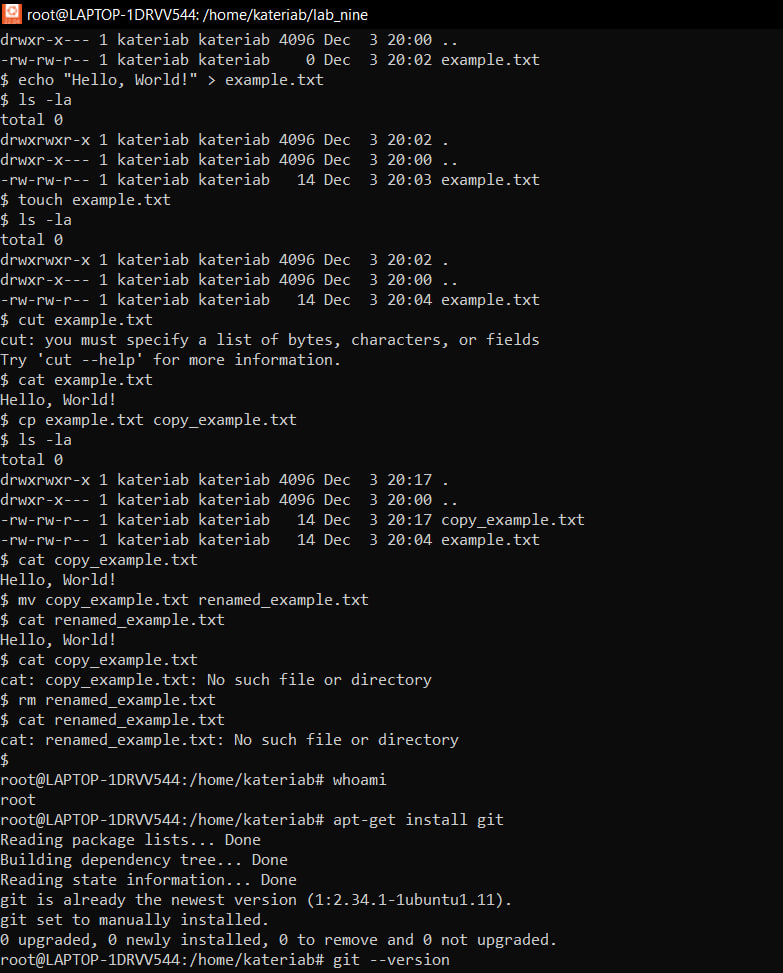 root@LAPTOP-1DRVV544: /home/kateriab/lab_nine
drwxr-x--- 1 kateriab kateriab 4096 Dec  3 20:00 ..
-rw-rw-r-- 1 kateriab kateriab    0 Dec  3 20:02 example.txt
$ echo "Hello, World!" > example.txt
$ ls -la
total 0
drwxrwxr-x 1 kateriab kateriab 4096 Dec  3 20:02 .
drwxr-x--- 1 kateriab kateriab 4096 Dec  3 20:00 ..
-rw-rw-r-- 1 kateriab kateriab   14 Dec  3 20:03 example.txt
$ touch example.txt
$ ls -la
total 0
drwxrwxr-x 1 kateriab kateriab 4096 Dec  3 20:02 .
drwxr-x--- 1 kateriab kateriab 4096 Dec  3 20:00 ..
-rw-rw-r-- 1 kateriab kateriab   14 Dec  3 20:04 example.txt
$ cut example.txt
cut: you must specify a list of bytes, characters, or fields
Try 'cut --help' for more information.
$ cat example.txt
Hello, World!
$ cp example.txt copy_example.txt
$ ls -la
total 0
drwxrwxr-x 1 kateriab kateriab 4096 Dec  3 20:17 .
drwxr-x--- 1 kateriab kateriab 4096 Dec  3 20:00 ..
-rw-rw-r-- 1 kateriab kateriab   14 Dec  3 20:17 copy_example.txt
-rw-rw-r-- 1 kateriab kateriab   14 Dec  3 20:04 example.txt
$ cat copy_example.txt
Hello, World!
$ mv copy_example.txt renamed_example.txt
$ cat renamed_example.txt
Hello, World!
$ cat copy_example.txt
cat: copy_example.txt: No such file or directory
$ rm renamed_example.txt
$ cat renamed_example.txt
cat: renamed_example.txt: No such file or directory
$
root@LAPTOP-1DRVV544:/home/kateriab# whoami
root
root@LAPTOP-1DRVV544:/home/kateriab# apt-get install git
Reading package lists... Done
Building dependency tree... Done
Reading state information... Done
git is already the newest version (1:2.34.1-1ubuntu1.11).
git set to manually installed.
0 upgraded, 0 newly installed, 0 to remove and 0 not upgraded.
root@LAPTOP-1DRVV544:/home/kateriab# git --version